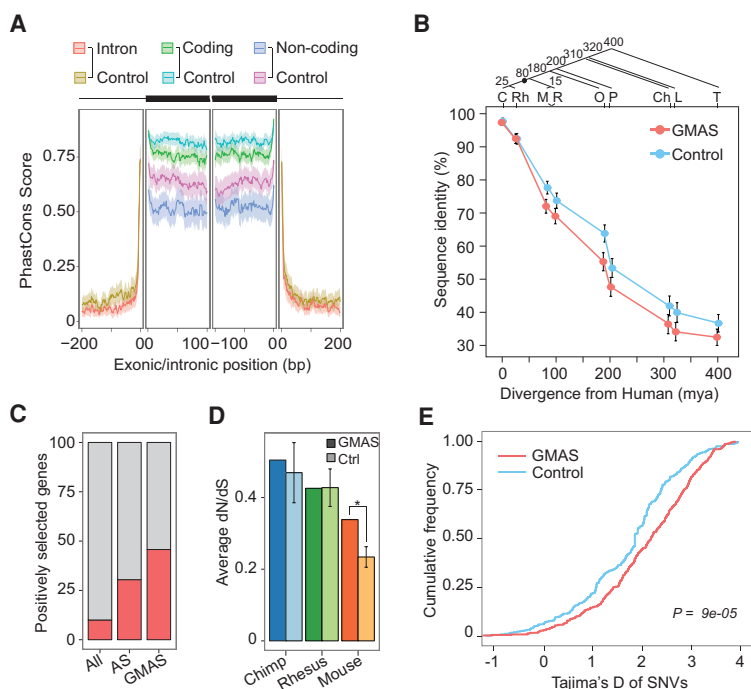 A
Intron Coding Non-coding
Control Control Control
PhastCons Score
0.75
0.50
0.25
0
−200 00 100 −100 00 200
Exonic/intronic position (bp)
B
25 80 180 15 200 310 320 400
C Rh M R O P Ch L T
Sequence identity (%)
100
90
80
70
60
50
40
30
GMAS
Control
0 100 200 300 400
Divergence from Human (mya)
C
Positively selected genes
100
75
50
25
0
All AS GMAS
D
Average dN/dS
0.4
0.2
0
GMAS
Ctrl
*
Chimp Rhesus Mouse
E
Cumulative frequency
1.00
0.75
0.50
0.25
0
GMAS
Control
P = 9e-05
-1 0 1 2 3 4
Tajima's D of SNVs